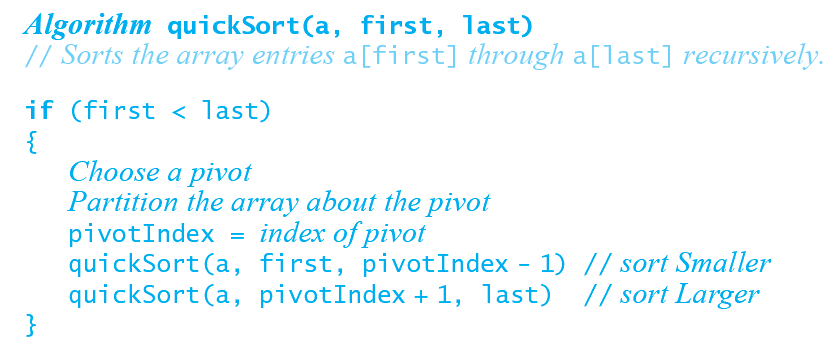 Algorithm quickSort(a, first, last)
// Sorts the array entries a[first] through a[last] recursively.
if (first < last)
{
Choose a pivot
Partition the array about the pivot
pivotIndex = index of pivot
quickSort(a, first, pivotIndex - 1) // sort Smaller
quickSort(a, pivotIndex + 1, last) // sort Larger
}